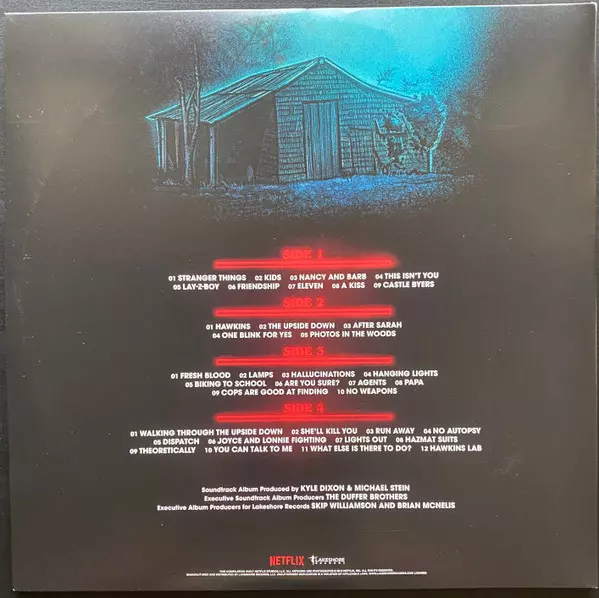 SIDE 1
01 STRANGER THINGS 02 KIDS 03 NANCY AND BARB 04 THIS ISN'T YOU
05 LAY-Z-BOY 06 FRIENDSHIP 07 ELEVEN 08 A KISS 09 CASTLE BYERS
SIDE 2
01 HAWKINS 02 THE UPSIDE DOWN 03 AFTER SARAH
04 ONE BLINK FOR YES 05 PHOTOS IN THE WOODS
SIDE 3
01 FRESH BLOOD 02 LAMPS 03 HALLUCINATIONS 04 HANGING LIGHTS
05 BIKING TO SCHOOL 06 ARE YOU SURE? 07 AGENTS 08 PAPA
09 COPS ARE GOOD AT FINDING 10 NO WEAPONS
SIDE 4
01 WALKING THROUGH THE UPSIDE DOWN 02 SHE'LL KILL YOU 03 RUN AWAY 04 NO AUTOPSY
05 DISPATCH 06 JOYCE AND LONNIE FIGHTING 07 LIGHTS OUT 08 HAZMAT SUITS
09 THEORETICALLY 10 YOU CAN TALK TO ME 11 WHAT ELSE IS THERE TO DO? 12 HAWKINS LAB
Soundtrack Album Produced by KYLE DIXON & MICHAEL STEIN
Executive Soundtrack Album Producers THE DUFFER BROTHERS
Executive Album Producers for Lakeshore Records SKIP WILLIAMSON AND BRIAN MCNELIS
NETFLIX LAKESHORE